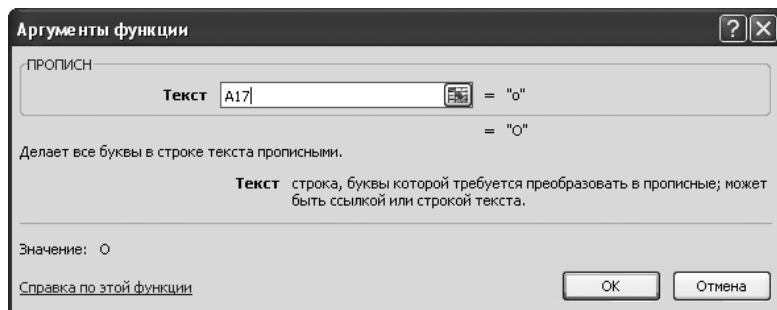 Аргументы функции
ПРОПИСН
Текст A17 = "о"
= "О"
Делает все буквы в строке текста прописными.
Текст строка, буквы которой требуется преобразовать в прописные; может
быть ссылкой или строкой текста.
Значение: О
Справка по этой функции
ОК Отмена